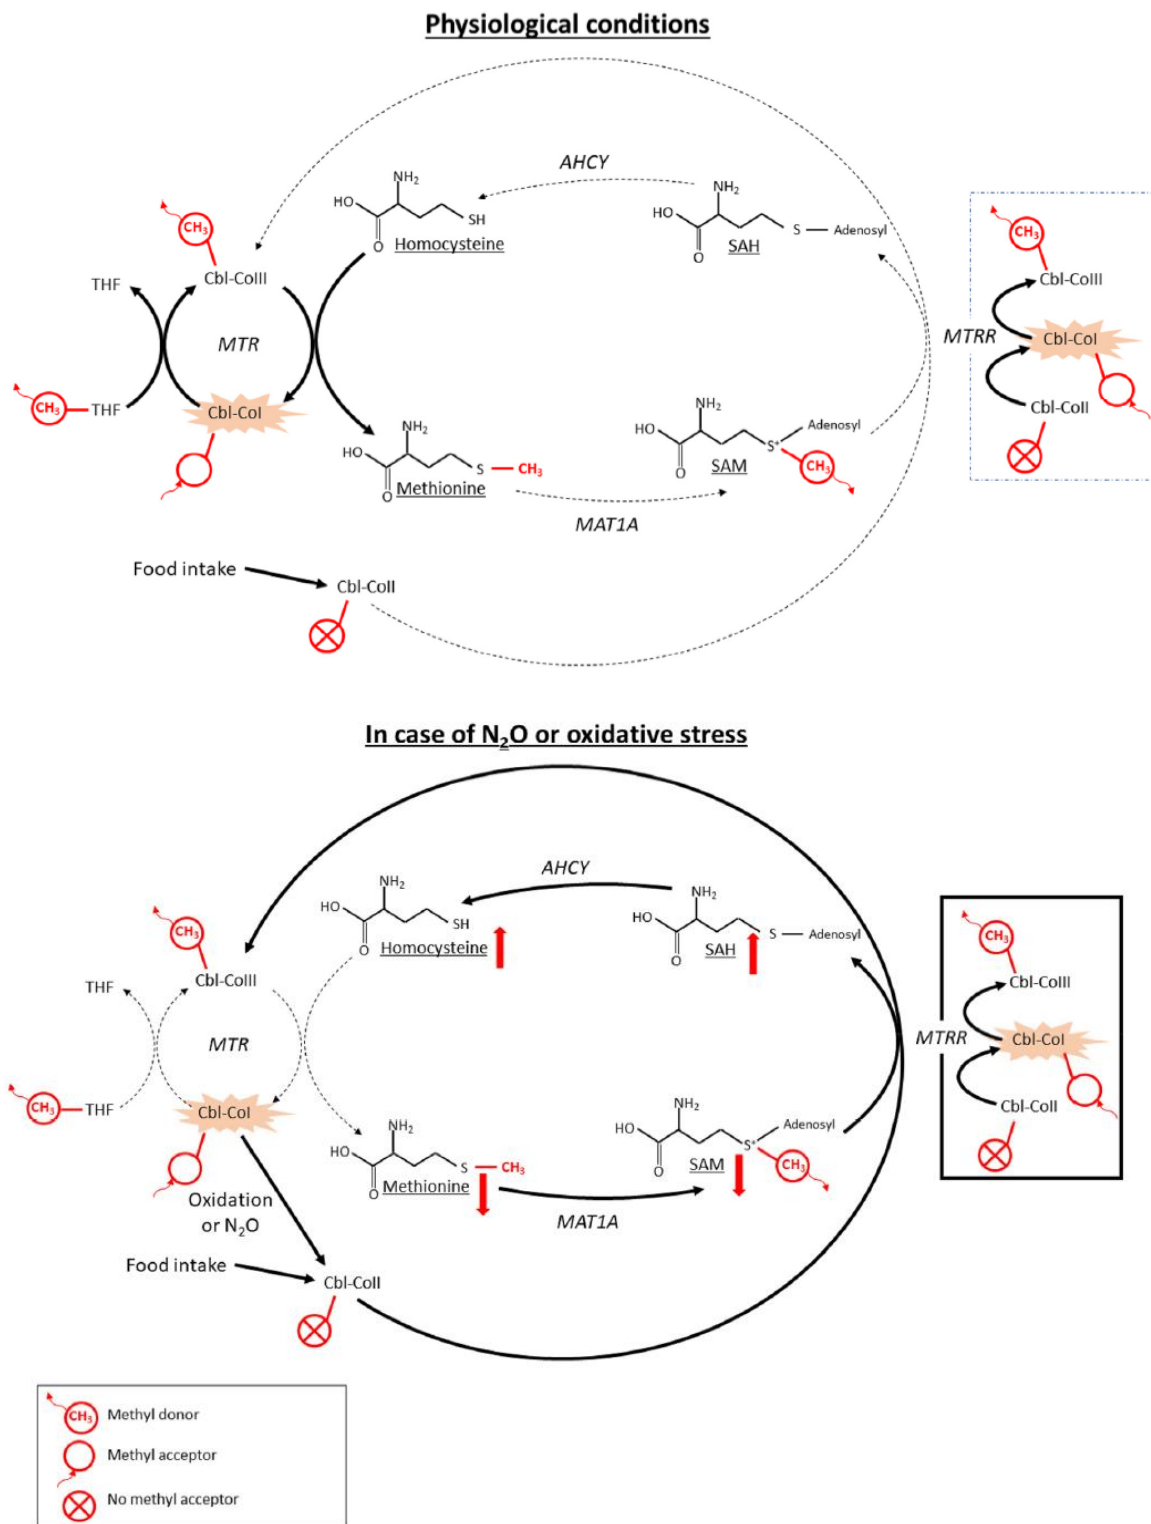 Physiological conditions
AHCY
NH₂
HO
O
SH
Homocysteine
NH₂
HO
O
S
Adenosyl
SAH
CH₃
Cbl-CoIII
THF
MTR
CH₃
THF
Cbl-CoI
NH₂
HO
O
S
CH₃
Methionine
NH₂
HO
O
S⁺
Adenosyl
CH₃
SAM
MAT1A
MTRR
CH₃
Cbl-CoIII
Cbl-CoI
Cbl-CoII
Food intake
Cbl-CoII
In case of N₂O or oxidative stress
AHCY
NH₂
HO
O
SH
Homocysteine
NH₂
HO
O
S
Adenosyl
SAH
CH₃
Cbl-CoIII
THF
MTR
CH₃
THF
Cbl-CoI
NH₂
HO
O
S
CH₃
Methionine
NH₂
HO
O
S⁺
Adenosyl
CH₃
SAM
MAT1A
MTRR
CH₃
Cbl-CoIII
Cbl-CoI
Cbl-CoII
Oxidation
or N₂O
Food intake
Cbl-CoII
CH₃
Methyl donor
Methyl acceptor
No methyl acceptor